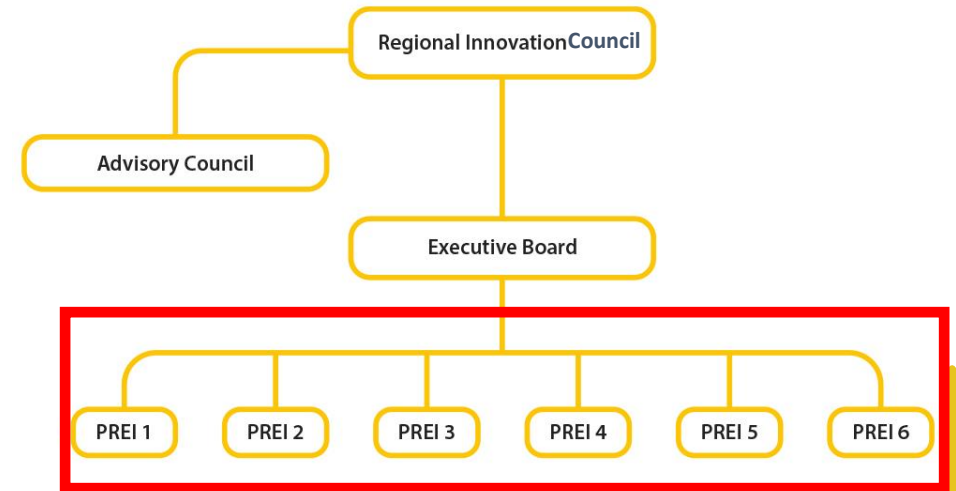 Regional InnovationCouncil
Advisory Council
Executive Board
PREI 1
PREI 2
PREI 3
PREI 4
PREI 5
PREI 6